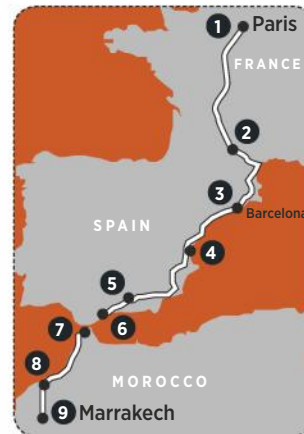 1 Paris
FRANCE
2
3
Barcelona
SPAIN
4
5
6
7
8
MOROCCO
9 Marrakech